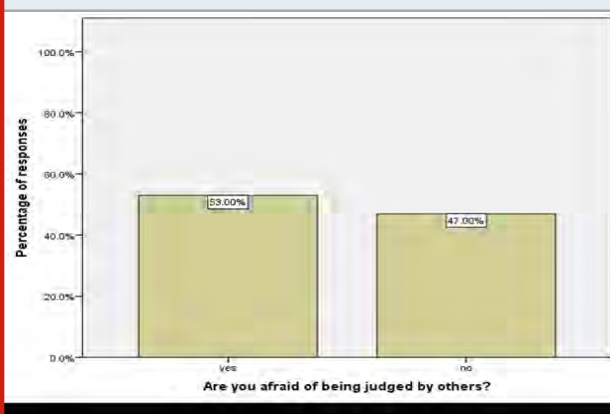 Percentage of responses
100.0%
80.0%
60.0%
40.0%
20.0%
0.0%
53.00%
47.00%
yes
no
Are you afraid of being judged by others?